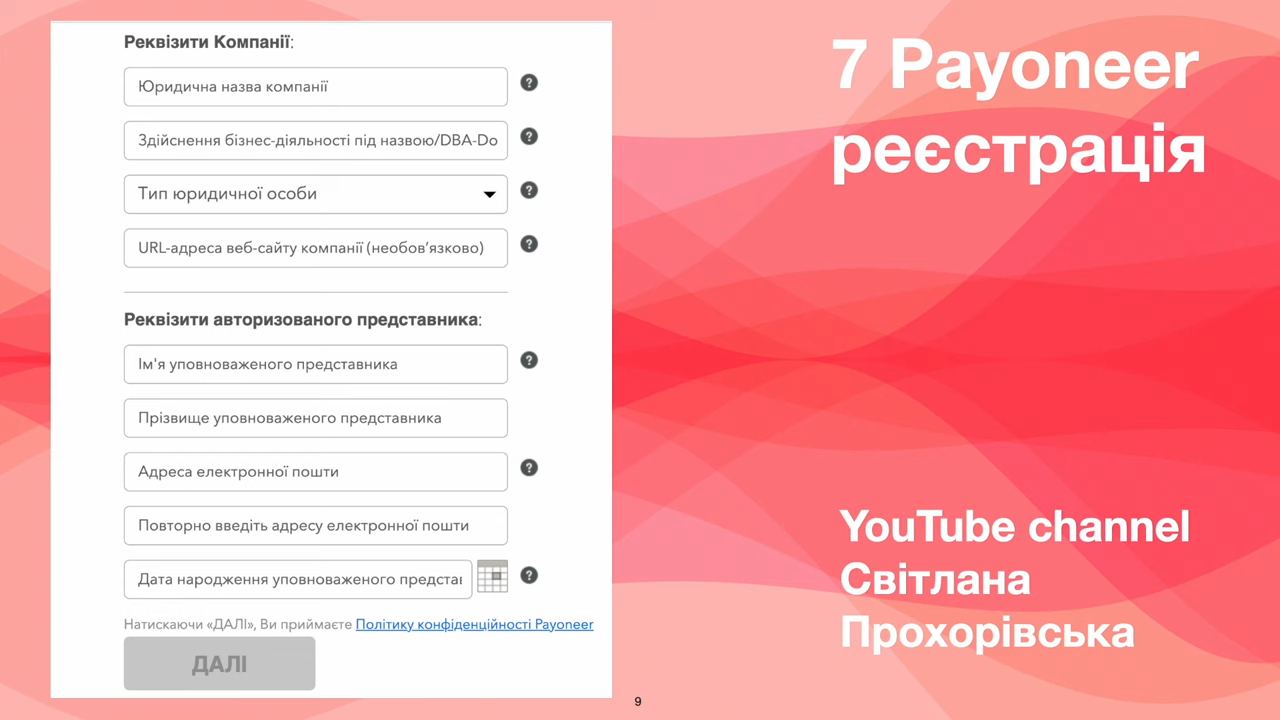 Реквізити Компанії:
Юридична назва компанії
?
Здійснення бізнес-діяльності під назвою/DBA-Do
?
Тип юридичної особи
?
URL-адреса веб-сайту компанії (необов’язково)
?
Реквізити авторизованого представника:
Ім'я уповноваженого представника
?
Прізвище уповноваженого представника
Адреса електронної пошти
?
Повторно введіть адресу електронної пошти
Дата народження уповноваженого представ
?
Натискаючи «ДАЛІ», Ви приймаєте Політику конфіденційності Payoneer
ДАЛІ
7 Payoneer
реєстрація
YouTube channel
Світлана
Прохорівська
9